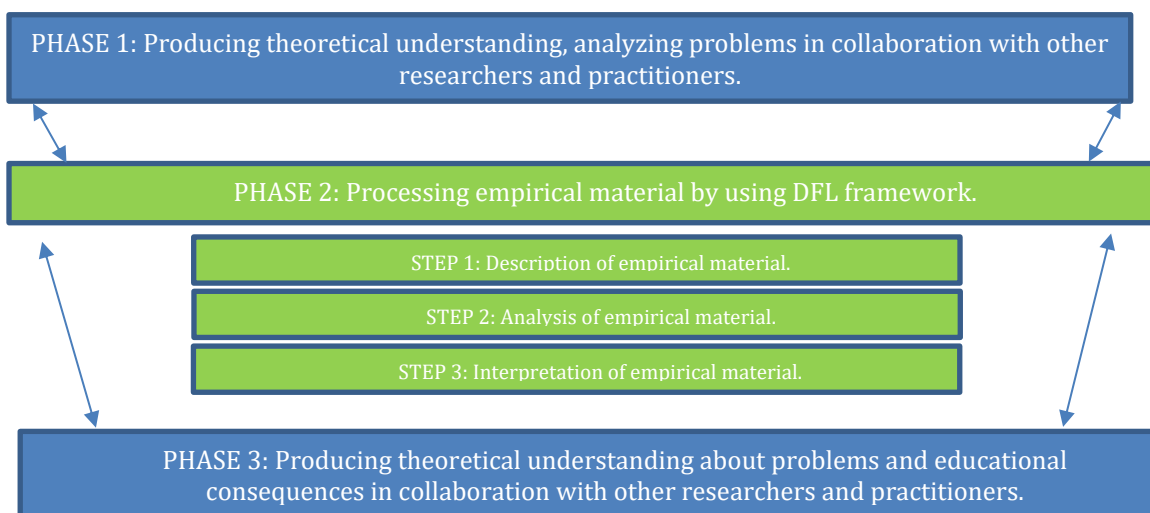 PHASE 1: Producing theoretical understanding, analyzing problems in collaboration with other
researchers and practitioners.
PHASE 2: Processing empirical material by using DFL framework.
STEP 1: Description of empirical material.
STEP 2: Analysis of empirical material.
STEP 3: Interpretation of empirical material.
PHASE 3: Producing theoretical understanding about problems and educational
consequences in collaboration with other researchers and practitioners.